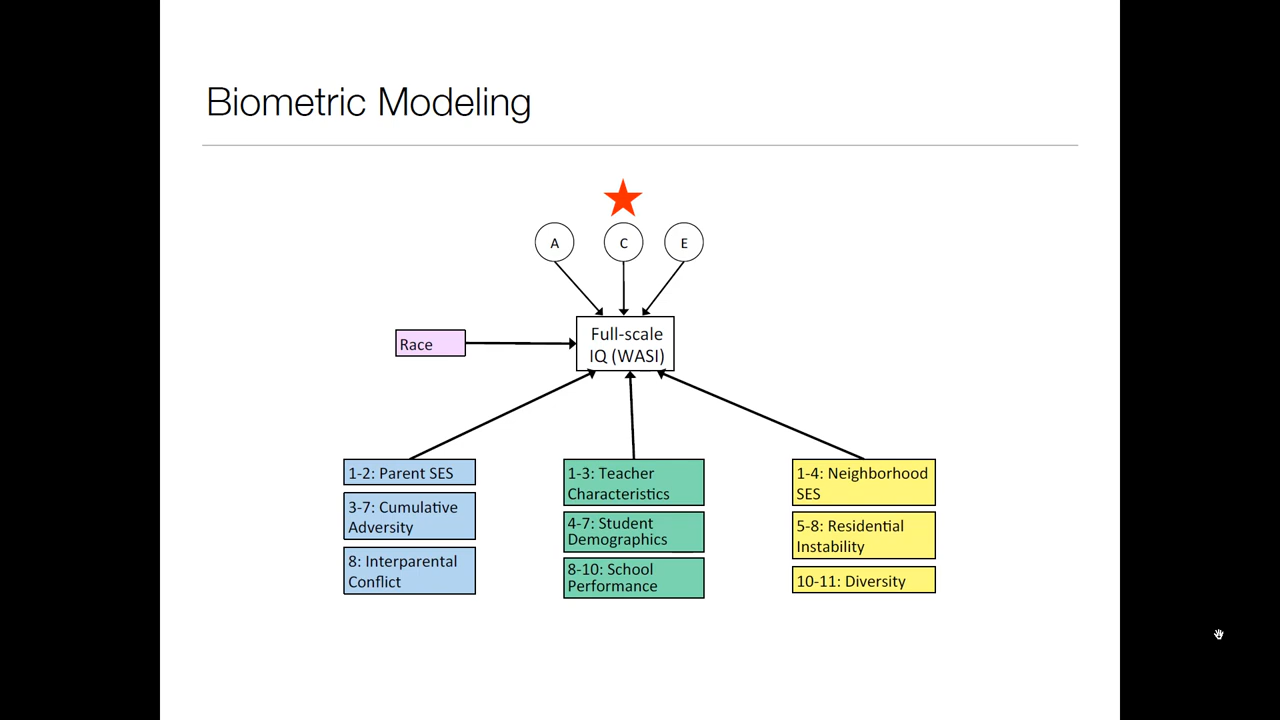 Biometric Modeling
A
C
E
Full-scale
IQ (WASI)
Race
1-2: Parent SES
3-7: Cumulative
Adversity
8: Interparental
Conflict
1-3: Teacher
Characteristics
4-7: Student
Demographics
8-10: School
Performance
1-4: Neighborhood
SES
5-8: Residential
Instability
10-11: Diversity